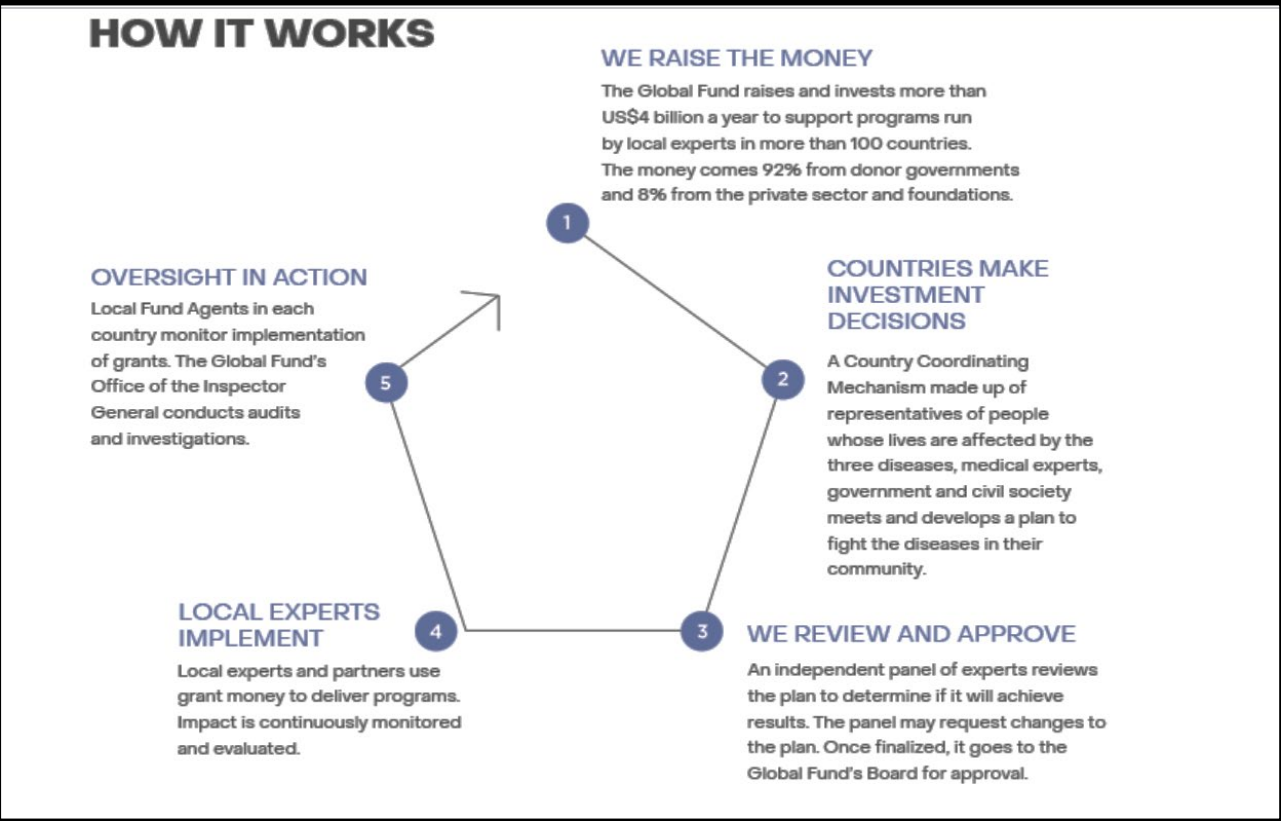 HOW IT WORKS
WE RAISE THE MONEY
The Global Fund raises and invests more than
US$4 billion a year to support programs run
by local experts in more than 100 countries.
The money comes 92% from donor governments
and 8% from the private sector and foundations.
1
COUNTRIES MAKE
INVESTMENT
DECISIONS
2
A Country Coordinating
Mechanism made up of
representatives of people
whose lives are affected by the
three diseases, medical experts,
government and civil society
meets and develops a plan to
fight the diseases in their
community.
3
WE REVIEW AND APPROVE
An independent panel of experts reviews
the plan to determine if it will achieve
results. The panel may request changes to
the plan. Once finalized, it goes to the
Global Fund's Board for approval.
LOCAL EXPERTS
IMPLEMENT
4
Local experts and partners use
grant money to deliver programs.
Impact is continuously monitored
and evaluated.
OVERSIGHT IN ACTION
Local Fund Agents in each
country monitor implementation
of grants. The Global Fund's
Office of the Inspector
General conducts audits
and investigations.
5